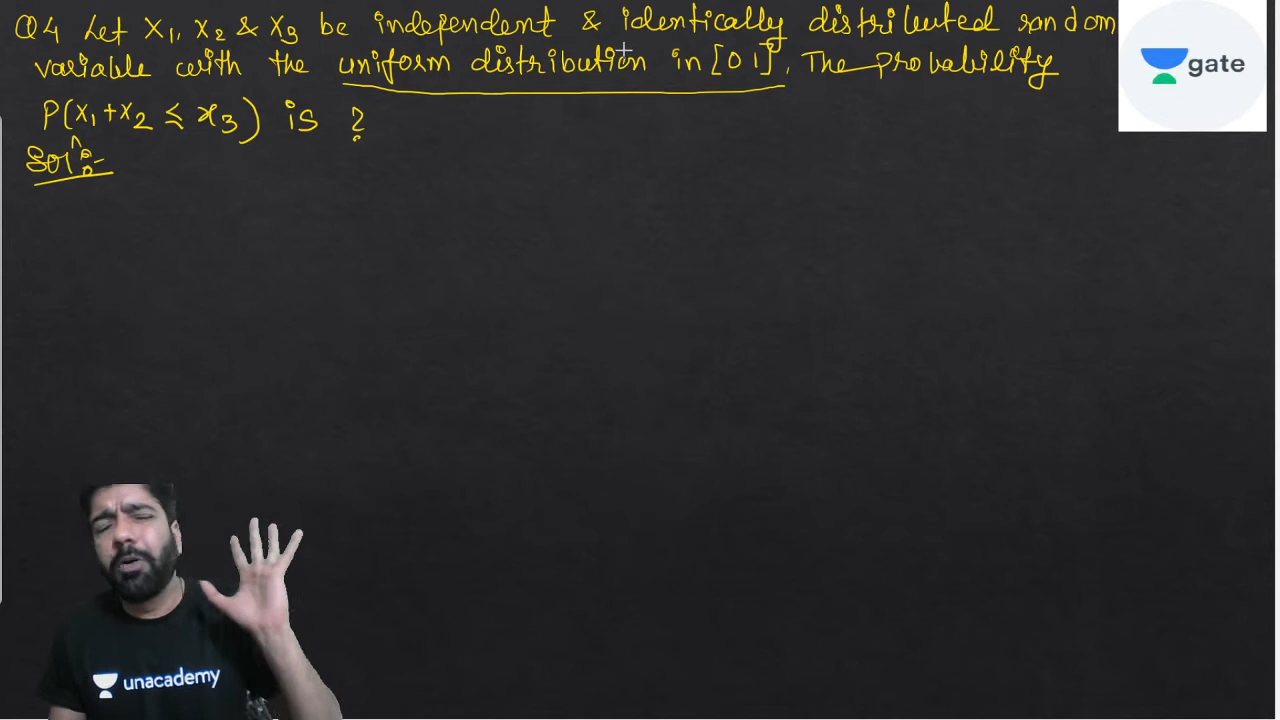 Q4 Let X1, X2 & X3 be independent & identically distributed random
variable with the uniform distribution in [0 1]. The probability
P(X1+X2 ≤ x3) is ?
Solⁿ:-
gate
unacademy